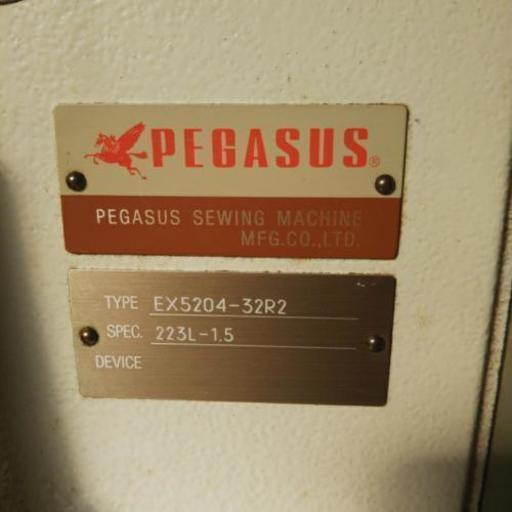 PEGASUS®
PEGASUS SEWING MACHINE
MFG.CO.,LTD.
TYPE EX5204-32R2
SPEC. 223L-1.5
DEVICE